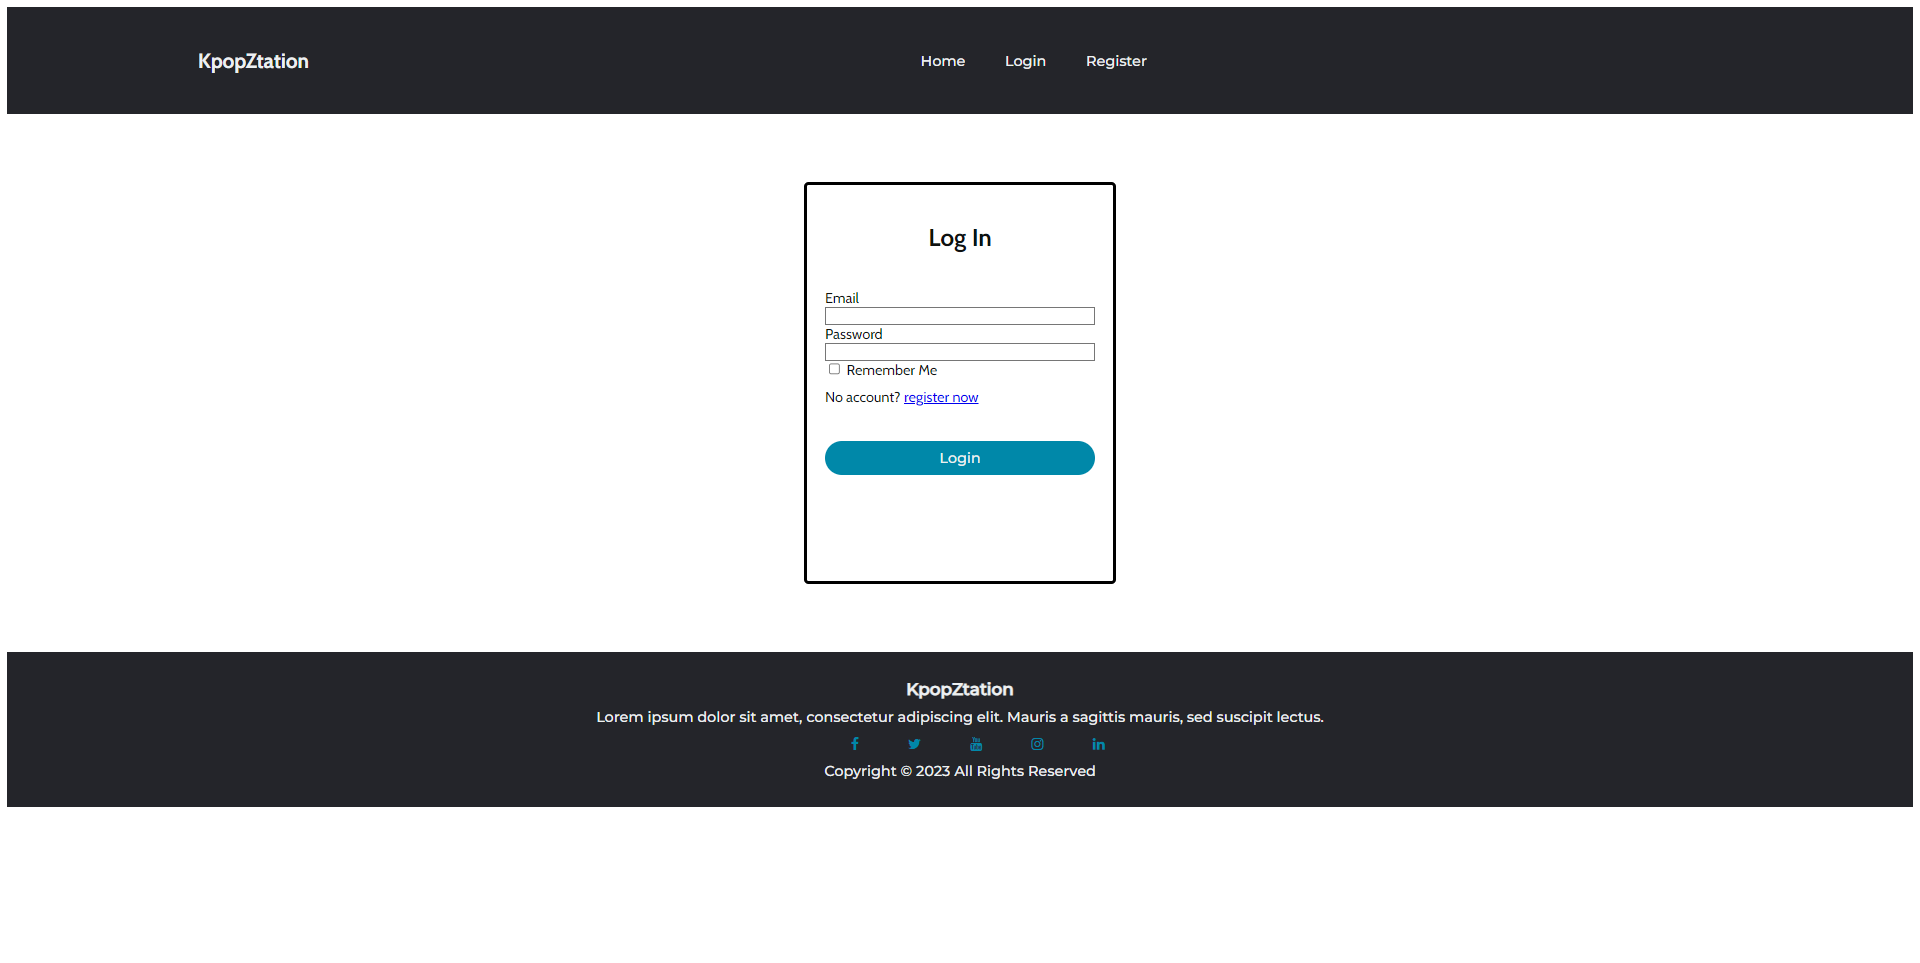 KpopZtation
Home Login Register
Log In
Email
Password
Remember Me
No account? register now
Login
KpopZtation
Lorem ipsum dolor sit amet, consectetur adipiscing elit. Mauris a sagittis mauris, sed suscipit lectus.
Copyright © 2023 All Rights Reserved